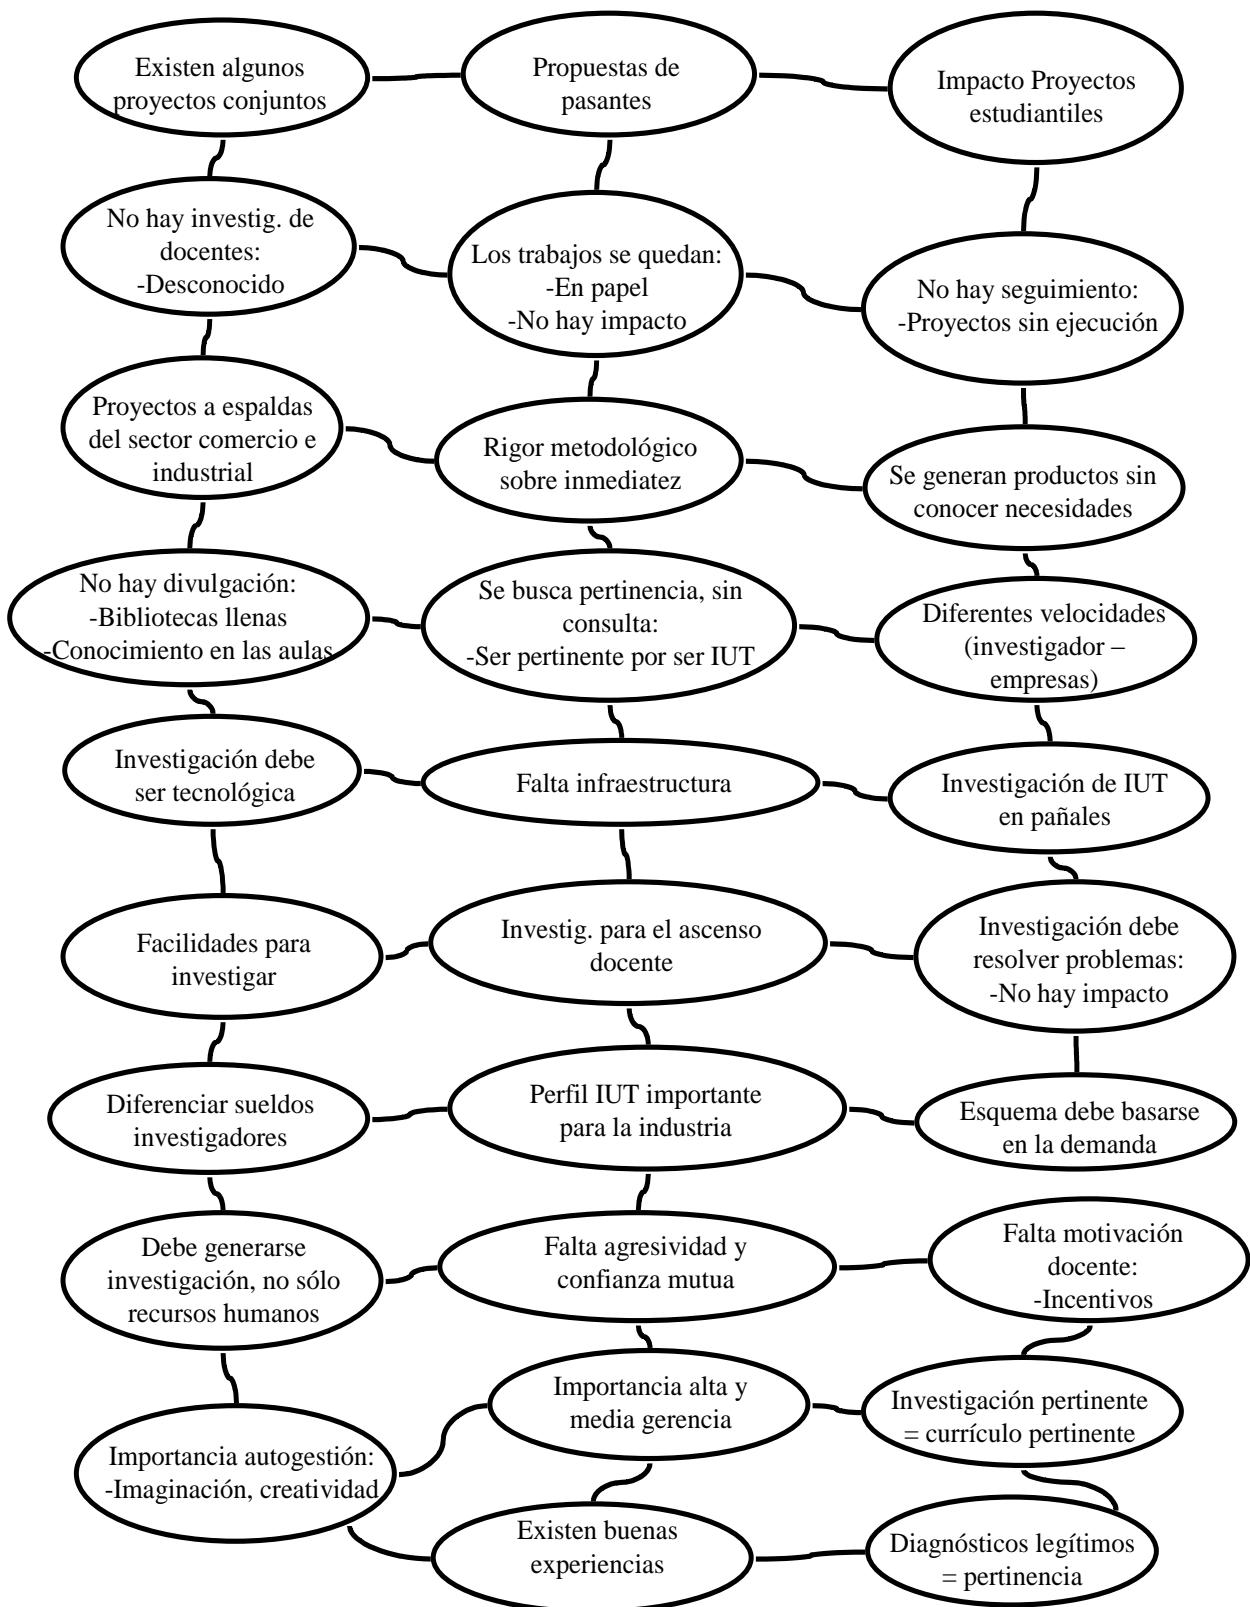 Existen algunos
proyectos conjuntos
Propuestas de
pasantes
Impacto Proyectos
estudiantiles
No hay investig. de
docentes:
-Desconocido
Los trabajos se quedan:
-En papel
-No hay impacto
No hay seguimiento:
-Proyectos sin ejecución
Proyectos a espaldas
del sector comercio e
industrial
Rigor metodológico
sobre inmediatez
Se generan productos sin
conocer necesidades
No hay divulgación:
-Bibliotecas llenas
-Conocimiento en las aulas
Se busca pertinencia, sin
consulta:
-Ser pertinente por ser IUT
Diferentes velocidades
(investigador –
empresas)
Investigación debe
ser tecnológica
Falta infraestructura
Investigación de IUT
en pañales
Facilidades para
investigar
Investig. para el ascenso
docente
Investigación debe
resolver problemas:
-No hay impacto
Diferenciar sueldos
investigadores
Perfil IUT importante
para la industria
Esquema debe basarse
en la demanda
Debe generarse
investigación, no sólo
recursos humanos
Falta agresividad y
confianza mutua
Falta motivación
docente:
-Incentivos
Importancia autogestión:
-Imaginación, creatividad
Importancia alta y
media gerencia
Investigación pertinente
= currículo pertinente
Existen buenas
experiencias
Diagnósticos legítimos
= pertinencia